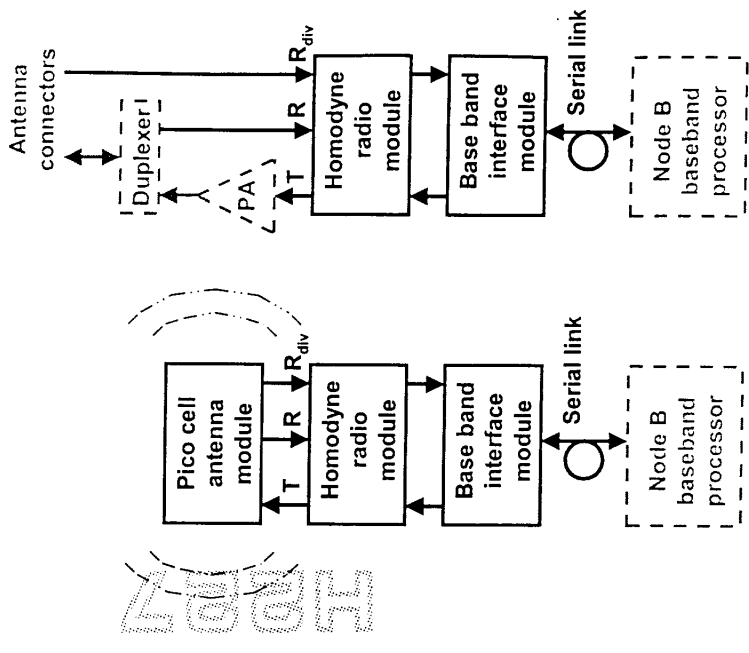 Pico cell
antenna
module
T
R
Rdiv
Homodyne
radio
module
Base band
interface
module
Serial link
Node B
baseband
processor
Antenna
connectors
Duplexer
PA
T
R
Rdiv
Homodyne
radio
module
Base band
interface
module
Serial link
Node B
baseband
processor